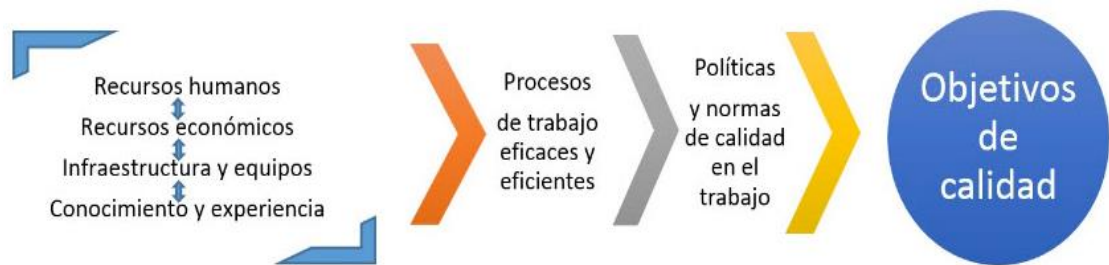 Recursos humanos
Recursos económicos
Infraestructura y equipos
Conocimiento y experiencia
Procesos
de trabajo
eficaces y
eficientes
Políticas
y normas
de calidad
en el
trabajo
Objetivos
de
calidad